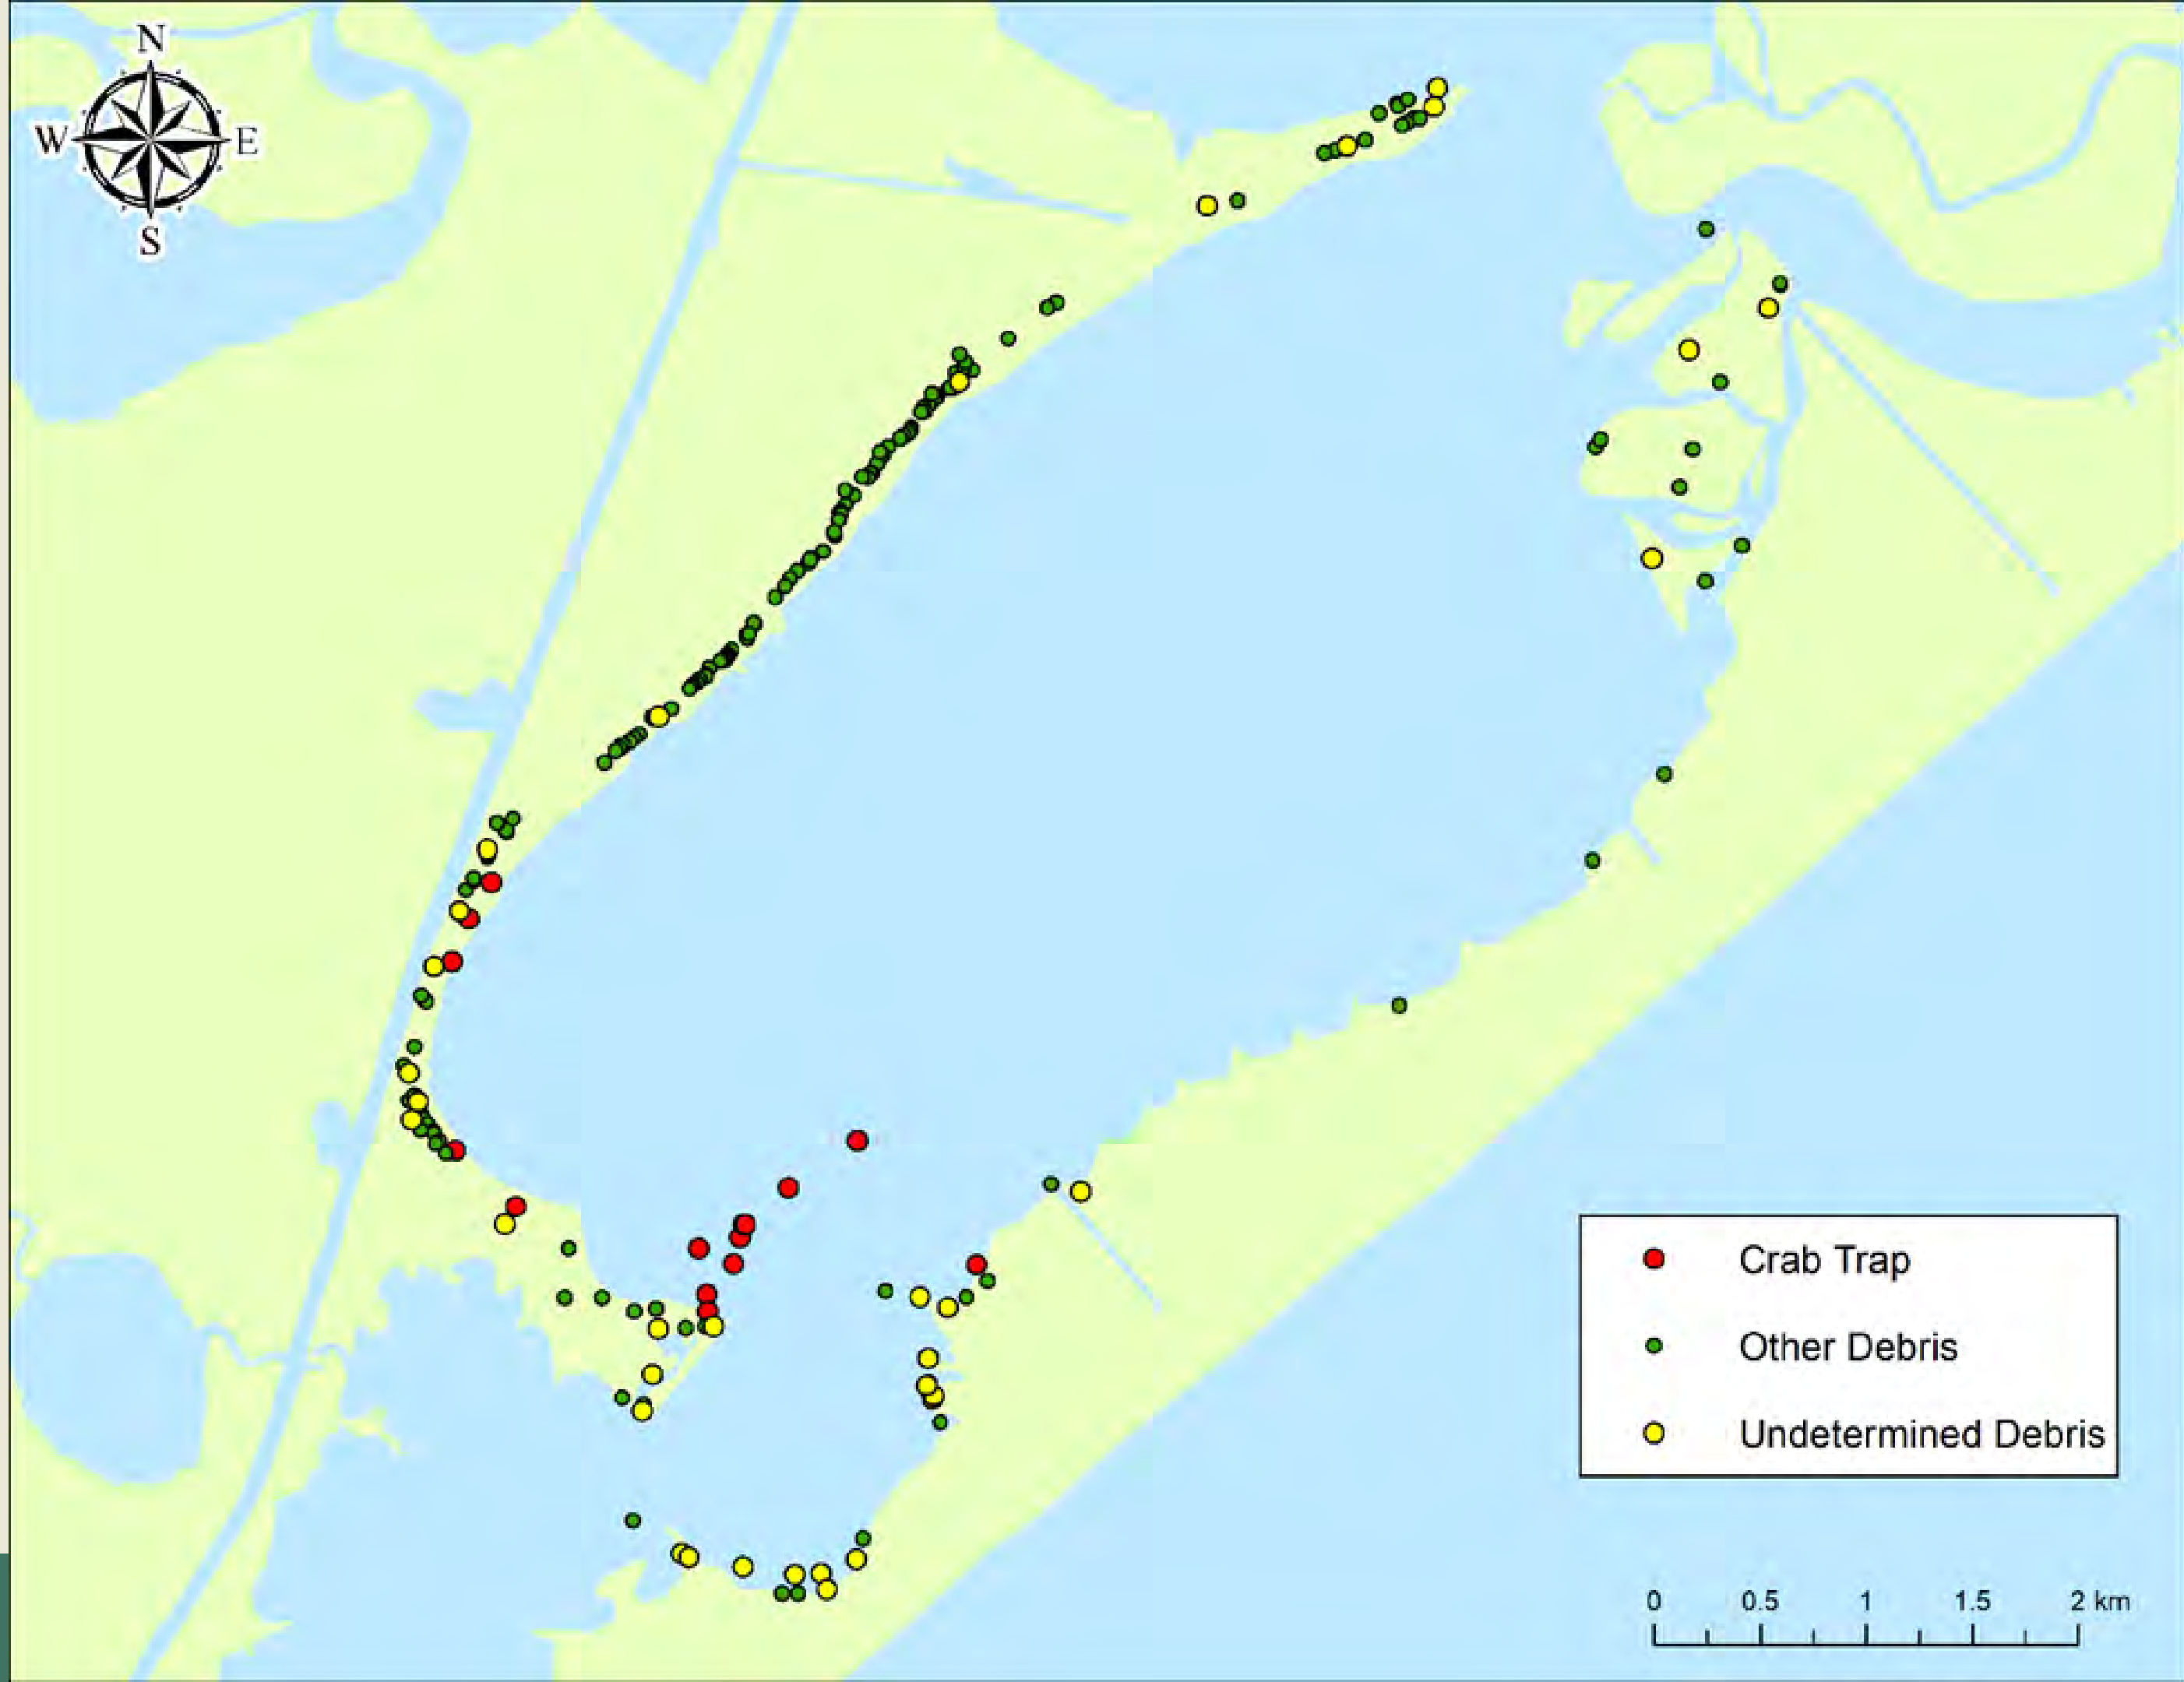 N
W E
S
Crab Trap
Other Debris
Undetermined Debris
0 0.5 1 1.5 2 km